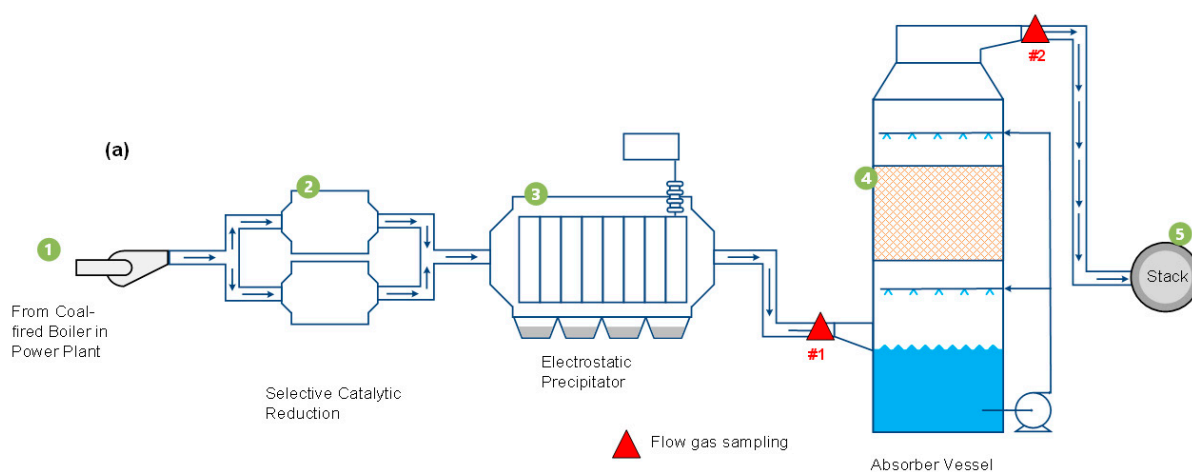 #2
(a)
2
3
4
1
5
Stack
From Coal-
fired Boiler in
Power Plant
#1
Electrostatic
Precipitator
Selective Catalytic
Reduction
Flow gas sampling
Absorber Vessel